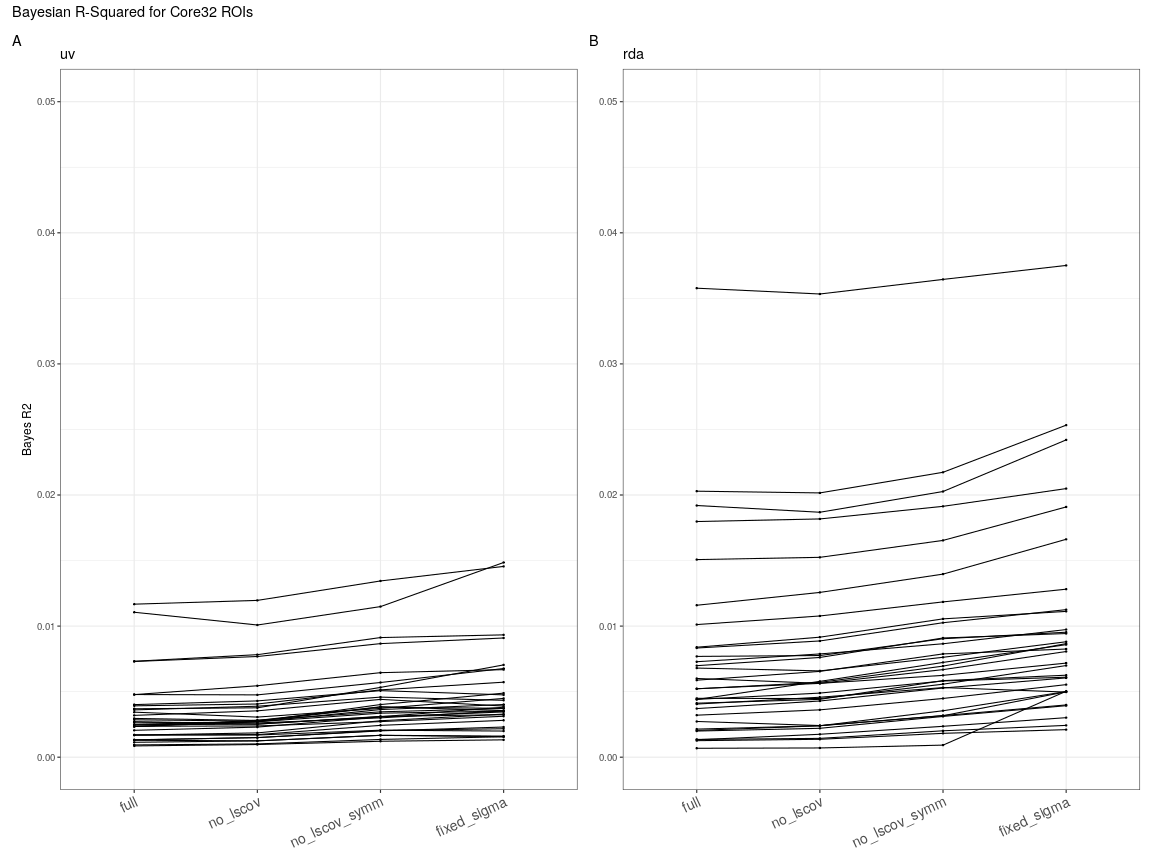 Bayesian R-Squared for Core32 ROIs
A
uv
Bayes R2
0.05
0.04
0.03
0.02
0.01
0.00
full
no_lscov
no_lscov_symm
fixed_sigma
B
rda
0.05
0.04
0.03
0.02
0.01
0.00
full
no_lscov
no_lscov_symm
fixed_sigma